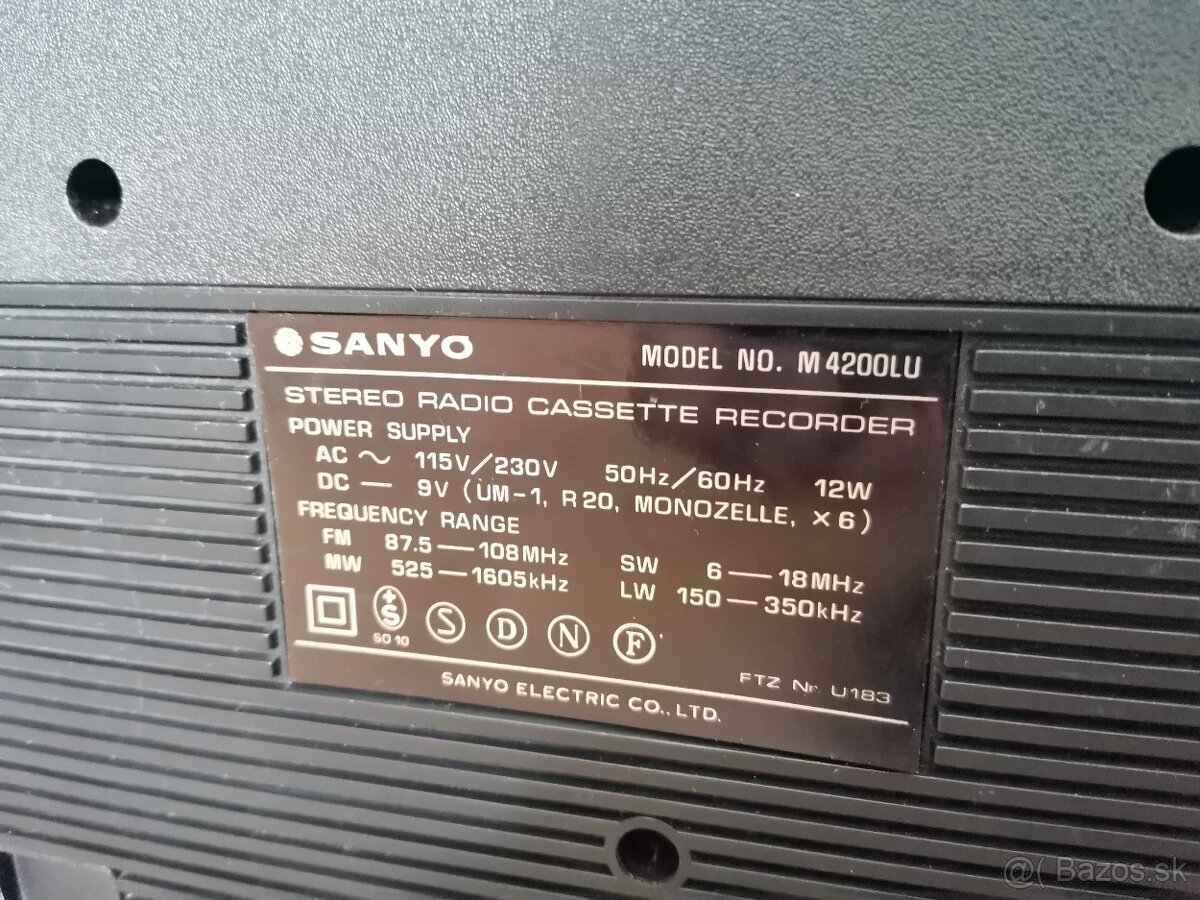 SANYO MODEL NO. M4200LU
STEREO RADIO CASSETTE RECORDER
POWER SUPPLY
AC ~ 115V/230V 50Hz/60Hz 12W
DC — 9V (UM-1, R20, MONOZELLE, ×6)
FREQUENCY RANGE
FM 87.5—108MHz SW 6—18MHz
MW 525—1605kHz LW 150—350kHz
+S S D N F
SO 10
FTZ Nr. U183
SANYO ELECTRIC CO., LTD.
@( Bazos.sk